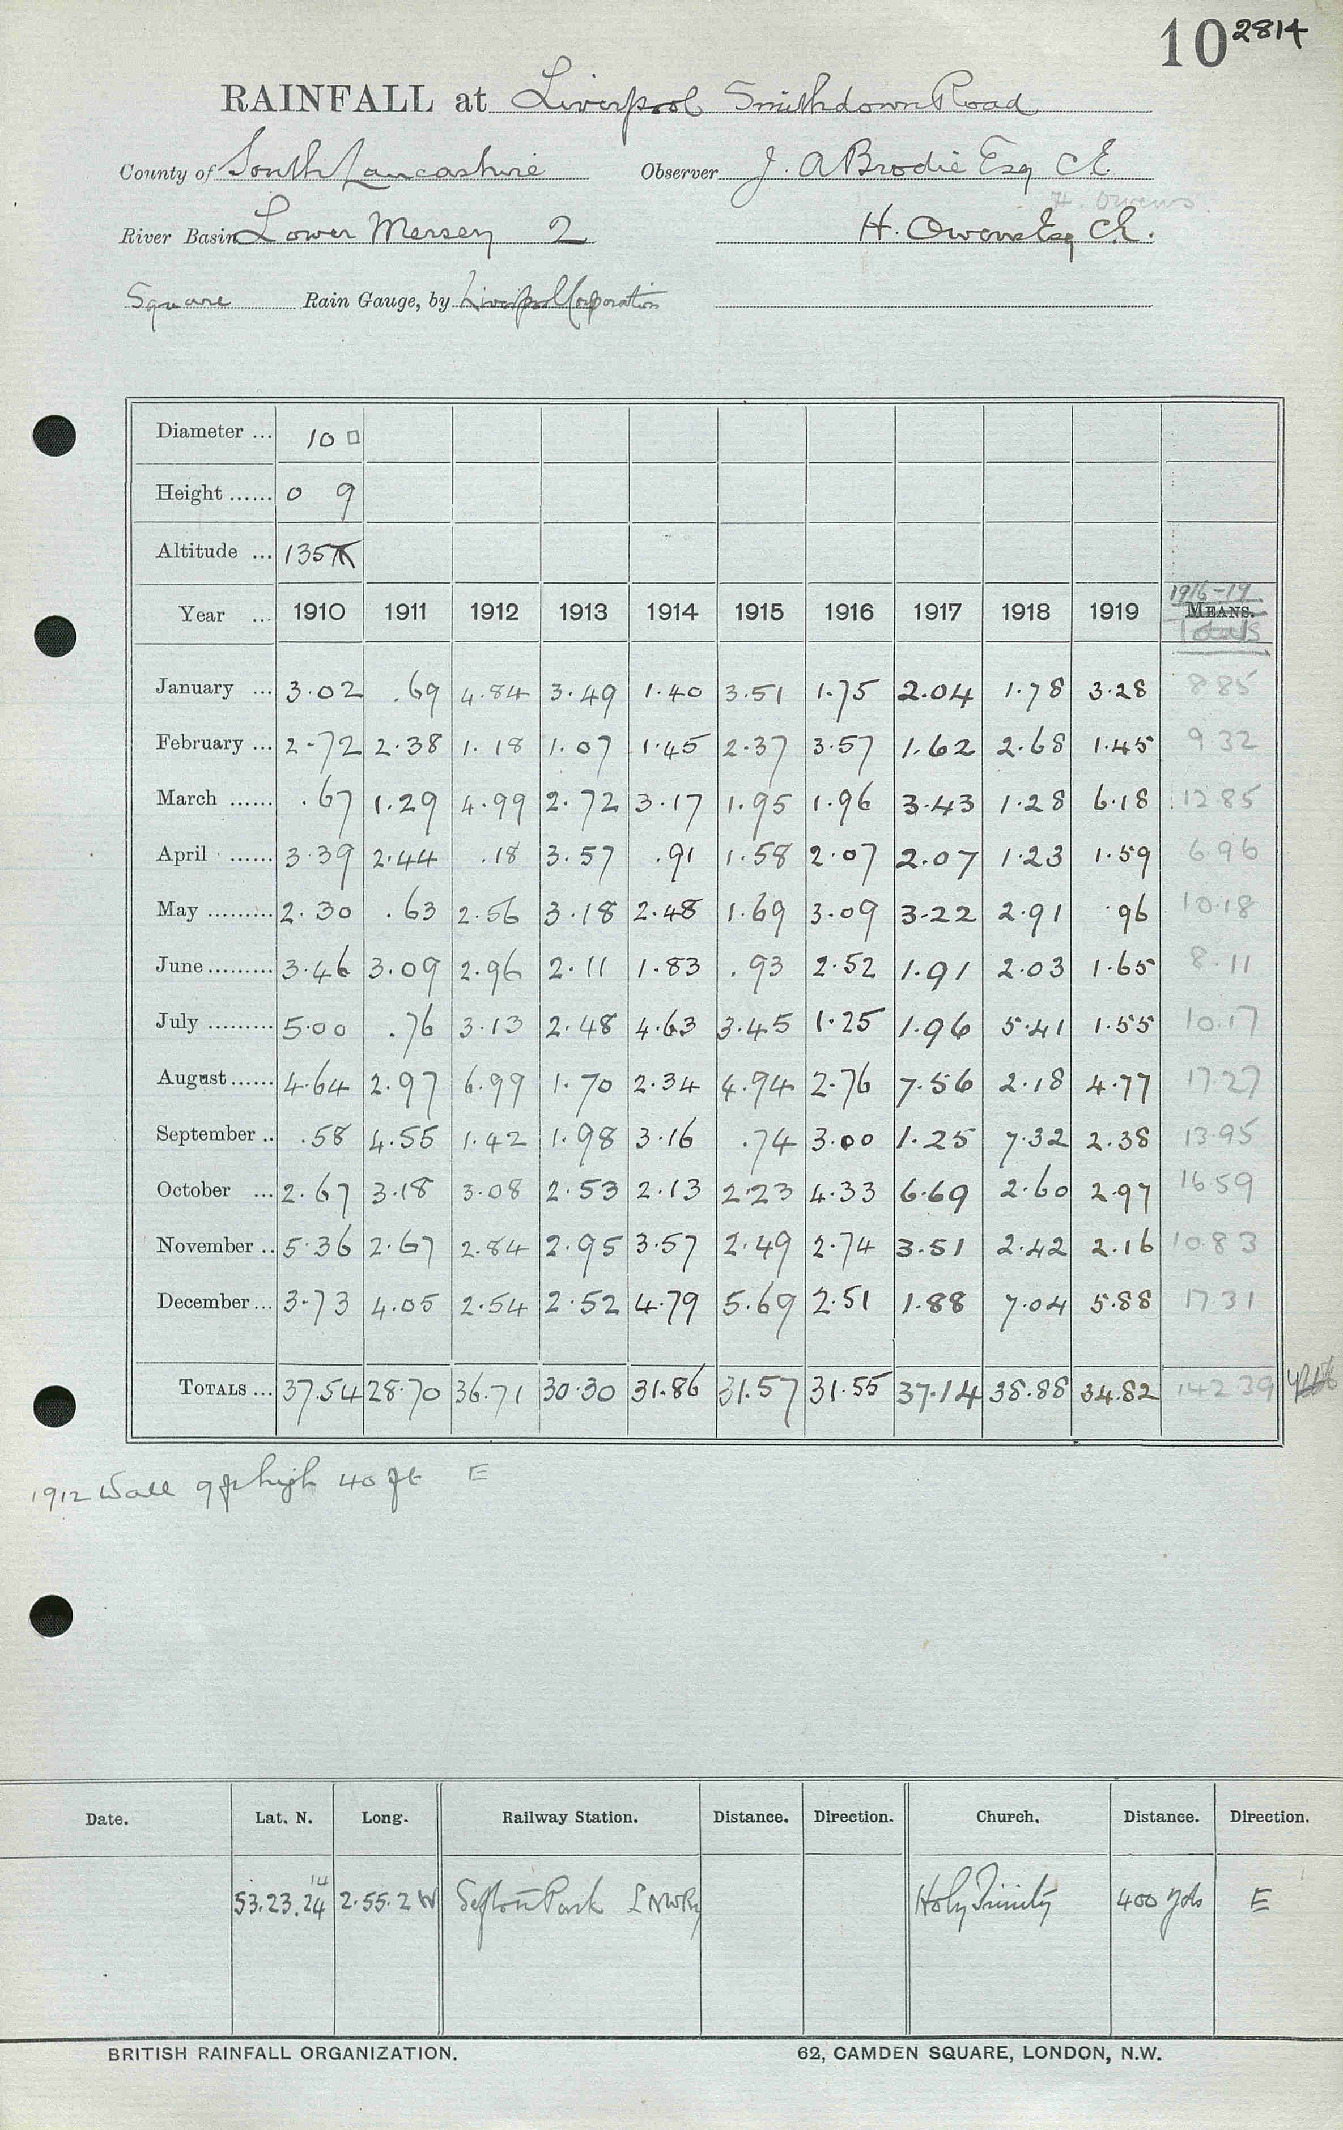 10 2814
RAINFALL at Liverpool Smithdown Road
County of South Lancashire Observer J. A Brodie Esq CE
H. Owens
River Basin Lower Mersey 2 H. Owens Esq CE.
Square Rain Gauge, by Liverpool Corporation
Diameter ... 10 □
Height ...... 0 9
Altitude ... 135
1916-19
Year ... 1910 1911 1912 1913 1914 1915 1916 1917 1918 1919 MEANS.
Totals
January ... 3.02 .69 4.84 3.49 1.40 3.51 1.75 2.04 1.78 3.28 8.85
February ... 2.72 2.38 1.18 1.07 1.45 2.37 3.57 1.62 2.68 1.45 9.32
March ...... .67 1.29 4.99 2.72 3.17 1.95 1.96 3.43 1.28 6.18 12.85
April ...... 3.39 2.44 .18 3.57 .91 1.58 2.07 2.07 1.23 1.59 6.96
May ......... 2.30 .63 2.56 3.18 2.48 1.69 3.09 3.22 2.91 .96 10.18
June ......... 3.46 3.09 2.96 2.11 1.83 .93 2.52 1.91 2.03 1.65 8.11
July ......... 5.00 .76 3.13 2.48 4.63 3.45 1.25 1.96 5.41 1.55 10.17
August ...... 4.64 2.97 6.99 1.70 2.34 4.94 2.76 7.56 2.18 4.77 17.27
September .. .58 4.55 1.42 1.98 3.16 .74 3.00 1.25 7.32 2.38 13.95
October ... 2.67 3.18 3.08 2.53 2.13 2.23 4.33 6.69 2.60 2.97 16.59
November .. 5.36 2.67 2.84 2.95 3.57 2.49 2.74 3.51 2.42 2.16 10.83
December ... 3.73 4.05 2.54 2.52 4.79 5.69 2.51 1.88 7.04 5.88 17.31
TOTALS ... 37.54 28.70 36.71 30.30 31.86 31.57 31.55 37.14 38.88 34.82 142.39
1912 Wall 9 ft high 40 ft E
Date. Lat. N. Long. Railway Station. Distance. Direction. Church. Distance. Direction.
14
53.23.24 2.55.2 W Sefton Park LNWRy Holy Trinity 400 yds E
BRITISH RAINFALL ORGANIZATION. 62, CAMDEN SQUARE, LONDON, N.W.